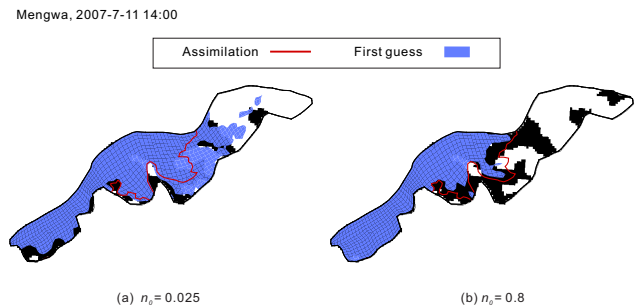 Mengwa, 2007-7-11 14:00
Assimilation First guess
(a) n₀ = 0.025 (b) n₀ = 0.8